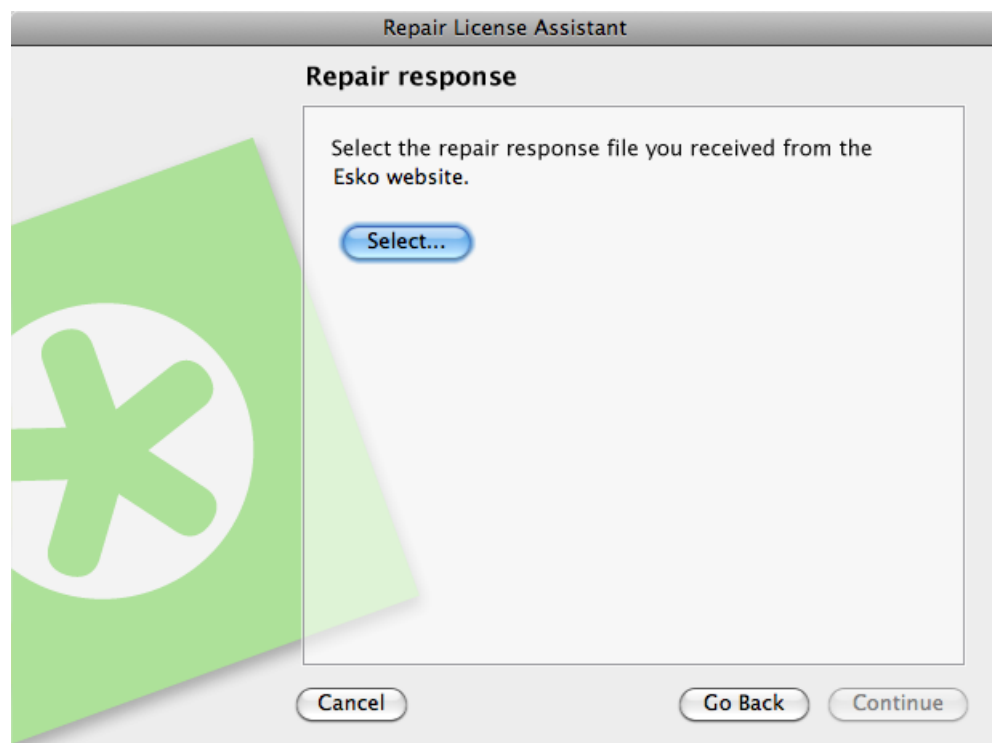 Repair License Assistant
Repair response
Select the repair response file you received from the
Esko website.
Select...
Cancel
Go Back
Continue